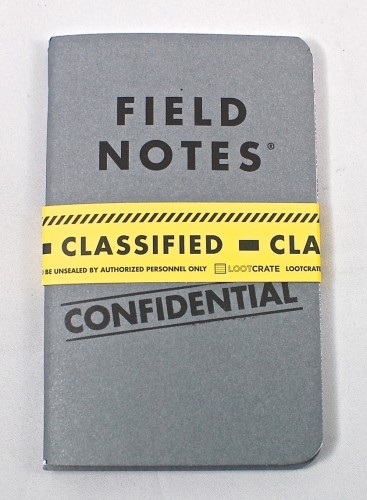 FIELD
NOTES®
CLASSIFIED CLA
BE UNSEALED BY AUTHORIZED PERSONNEL ONLY LOOTCRATE LOOTCRATE
CONFIDENTIAL